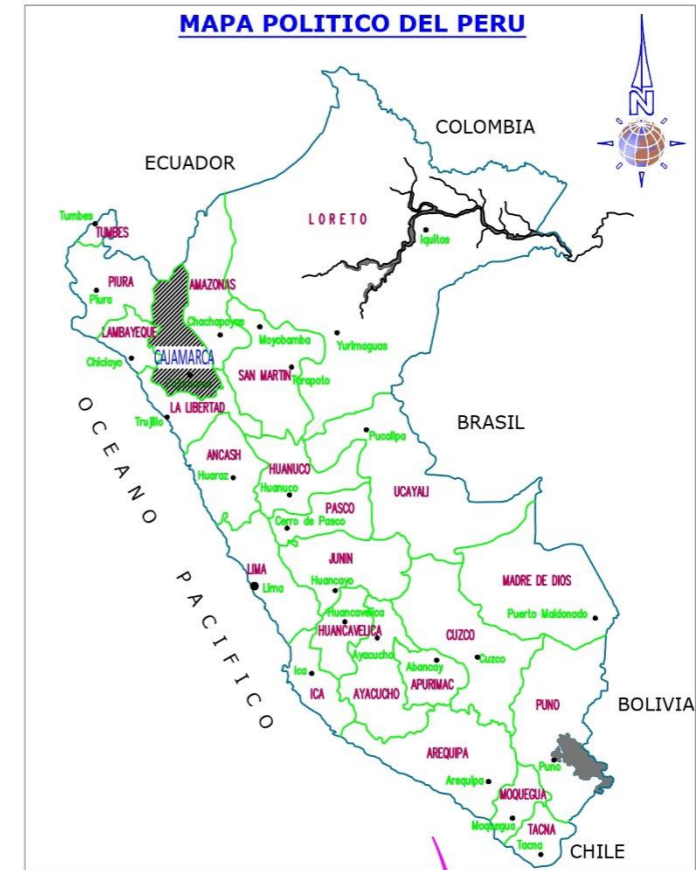 MAPA POLITICO DEL PERU
N
COLOMBIA
ECUADOR
LORETO
Tumbes
TUMBES
Iquitos
PIURA
AMAZONAS
Piura
Chachapoyas
Moyobamba
LAMBAYEQUE
Yurimaguas
Chiclayo
CAJAMARCA
SAN MARTIN
Tarapoto
LA LIBERTAD
Trujillo
BRASIL
Pucallpa
ANCASH
HUANUCO
Huaraz
Huanuco
UCAYALI
PASCO
Cerro de Pasco
OCEANO PACIFICO
JUNIN
LIMA
Lima
Huancayo
MADRE DE DIOS
Huancavelica
Puerto Maldonado
HUANCAVELICA
CUZCO
Ayacucho
Abancay
Cuzco
Ica
ICA
AYACUCHO
APURIMAC
PUNO
BOLIVIA
AREQUIPA
Puno
Arequipa
MOQUEGUA
Moquegua
TACNA
Tacna
CHILE